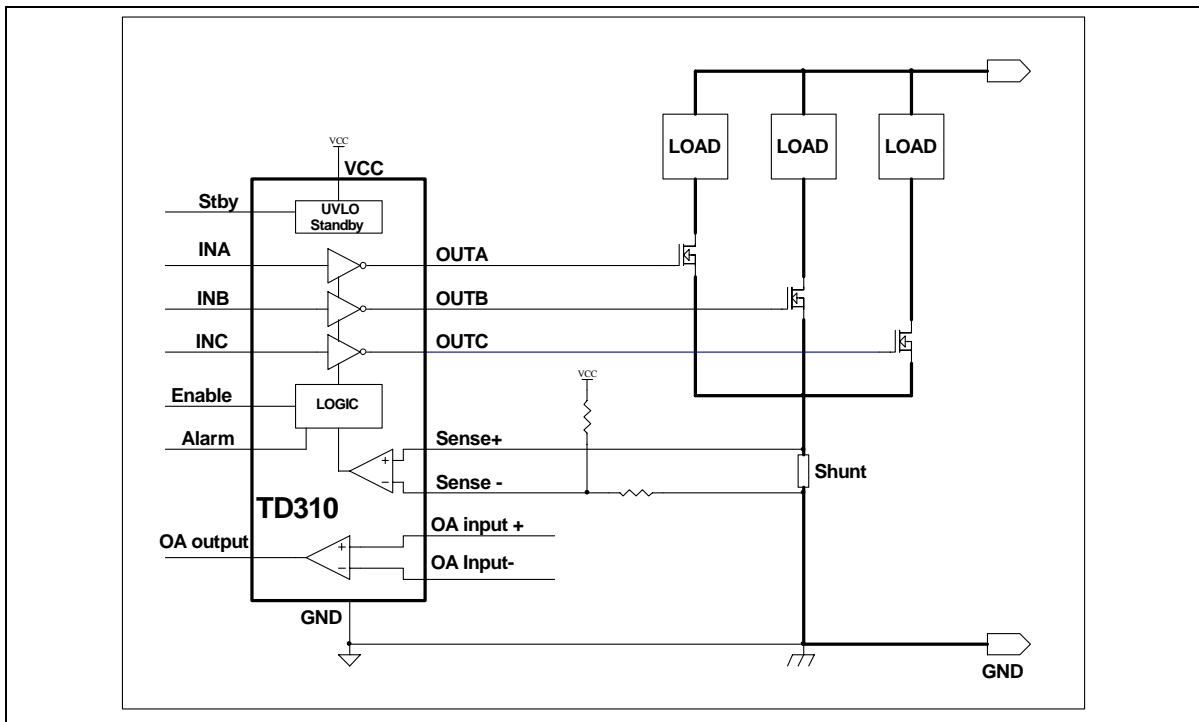 LOAD
LOAD
LOAD
VCC
VCC
Stby
UVLO
Standby
INA
OUTA
INB
OUTB
INC
OUTC
VCC
Enable
LOGIC
Alarm
Sense+
+
Shunt
Sense -
−
TD310
OA input +
OA output
+
OA Input-
−
GND
GND